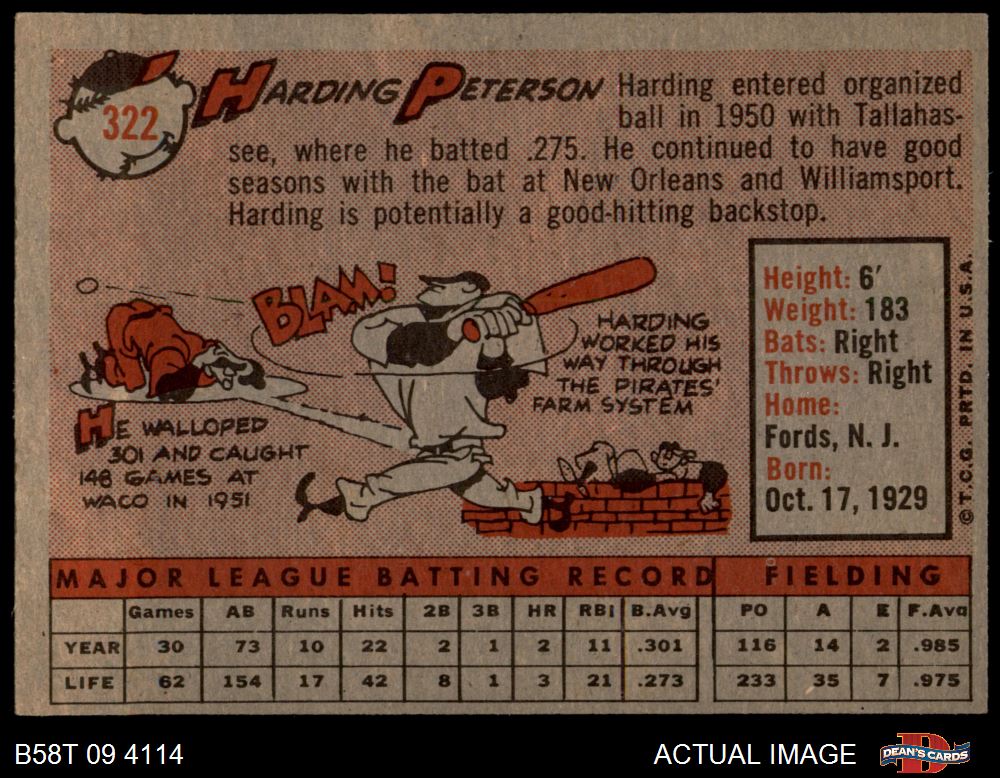 322
HARDING PETERSON
Harding entered organized
ball in 1950 with Tallahas-
see, where he batted .275. He continued to have good
seasons with the bat at New Orleans and Williamsport.
Harding is potentially a good-hitting backstop.
BLAM!
HE WALLOPED
301 AND CAUGHT
148 GAMES AT
WACO IN 1951
HARDING
WORKED HIS
WAY THROUGH
THE PIRATES'
FARM SYSTEM
Height: 6'
Weight: 183
Bats: Right
Throws: Right
Home:
Fords, N. J.
Born:
Oct. 17, 1929
© T.C.G. PRTD. IN U.S.A.
MAJOR LEAGUE BATTING RECORD FIELDING
Games AB Runs Hits 2B 3B HR RBI B.Avg PO A E F.Avg
YEAR 30 73 10 22 2 1 2 11 .301 116 14 2 .985
LIFE 62 154 17 42 8 1 3 21 .273 233 35 7 .975
B58T 09 4114
ACTUAL IMAGE
DEAN'S CARDS